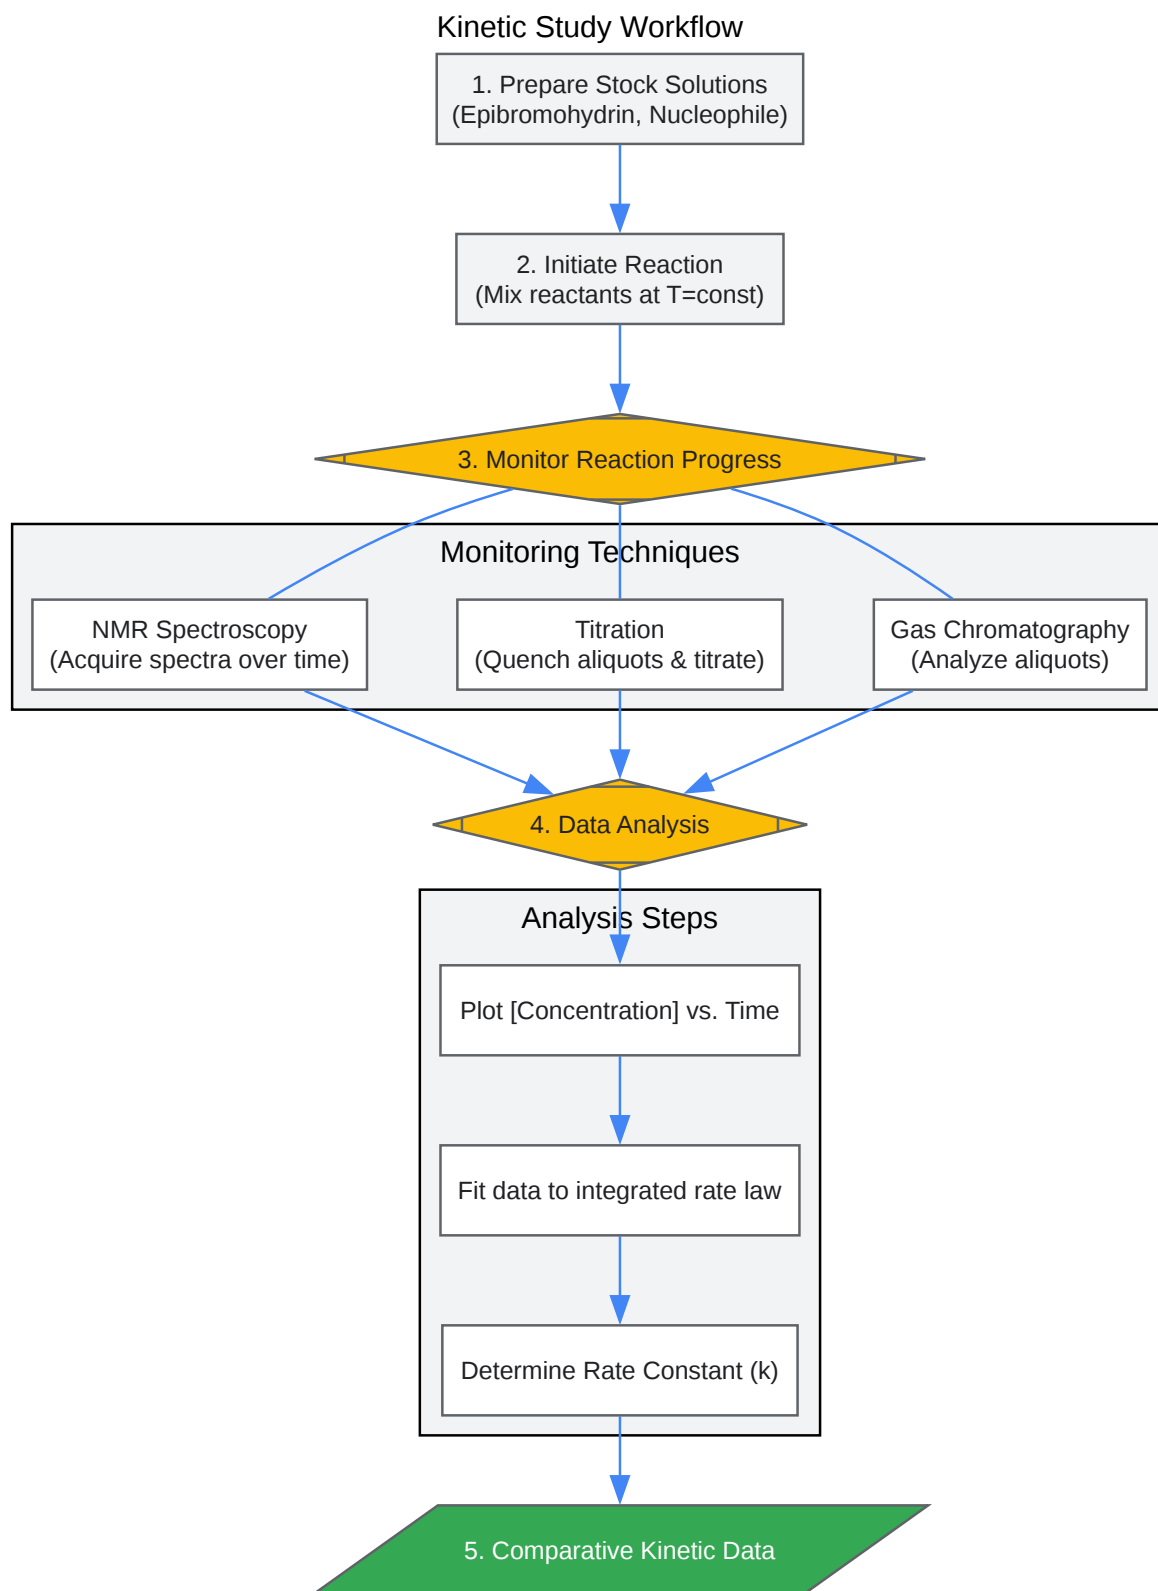 Kinetic Study Workflow
1. Prepare Stock Solutions
(Epibromohydrin, Nucleophile)
2. Initiate Reaction
(Mix reactants at T=const)
3. Monitor Reaction Progress
Monitoring Techniques
NMR Spectroscopy
(Acquire spectra over time)
Titration
(Quench aliquots & titrate)
Gas Chromatography
(Analyze aliquots)
4. Data Analysis
Analysis Steps
Plot [Concentration] vs. Time
Fit data to integrated rate law
Determine Rate Constant (k)
5. Comparative Kinetic Data